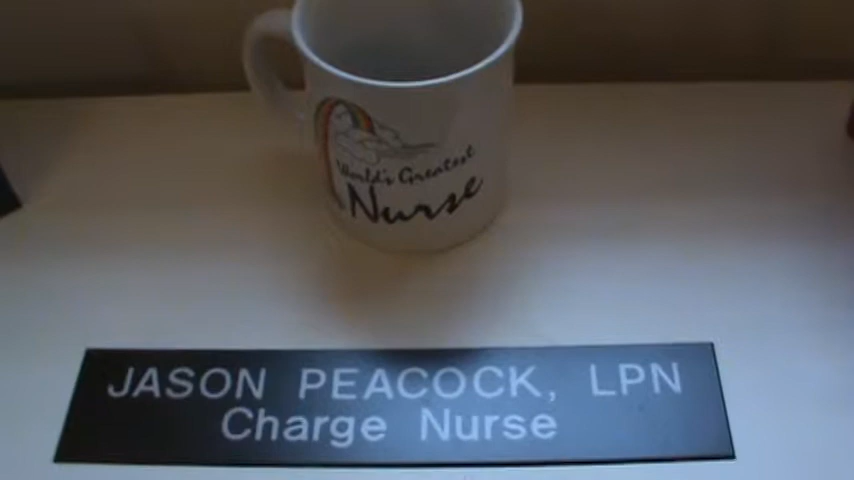 World's Greatest
Nurse
JASON PEACOCK, LPN
Charge Nurse